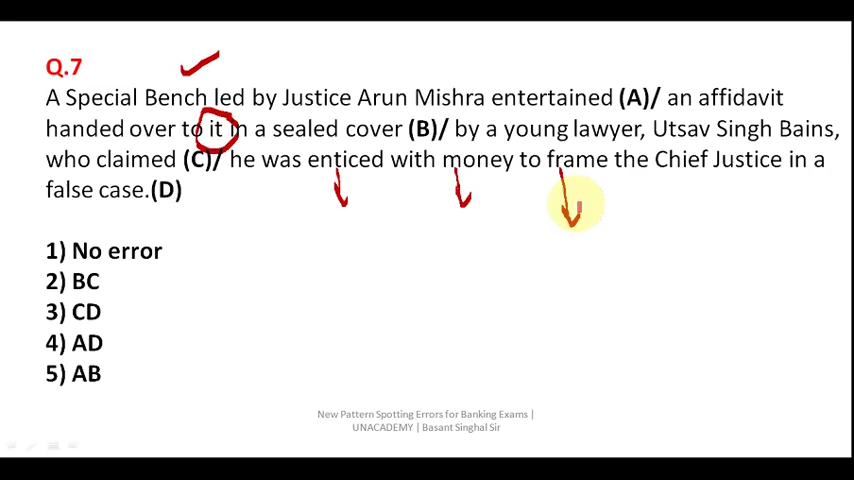 Q.7
A Special Bench led by Justice Arun Mishra entertained (A)/ an affidavit
handed over to it in a sealed cover (B)/ by a young lawyer, Utsav Singh Bains,
who claimed (C)/ he was enticed with money to frame the Chief Justice in a
false case.(D)
1) No error
2) BC
3) CD
4) AD
5) AB
New Pattern Spotting Errors for Banking Exams |
UNACADEMY | Basant Singhal Sir